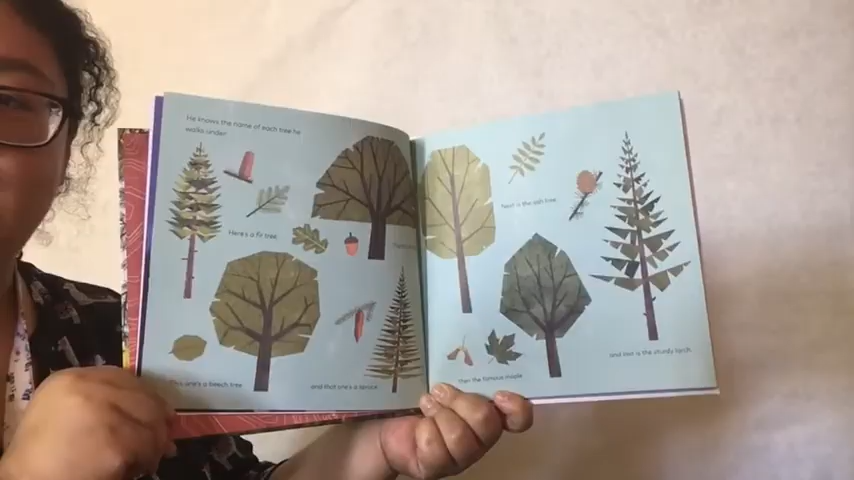 He knows the name of each tree he
walks under.
Here's a fir tree.
This one's a beech tree
and that one's a spruce.
Next is the ash tree
then the famous maple
and last is the sturdy larch.